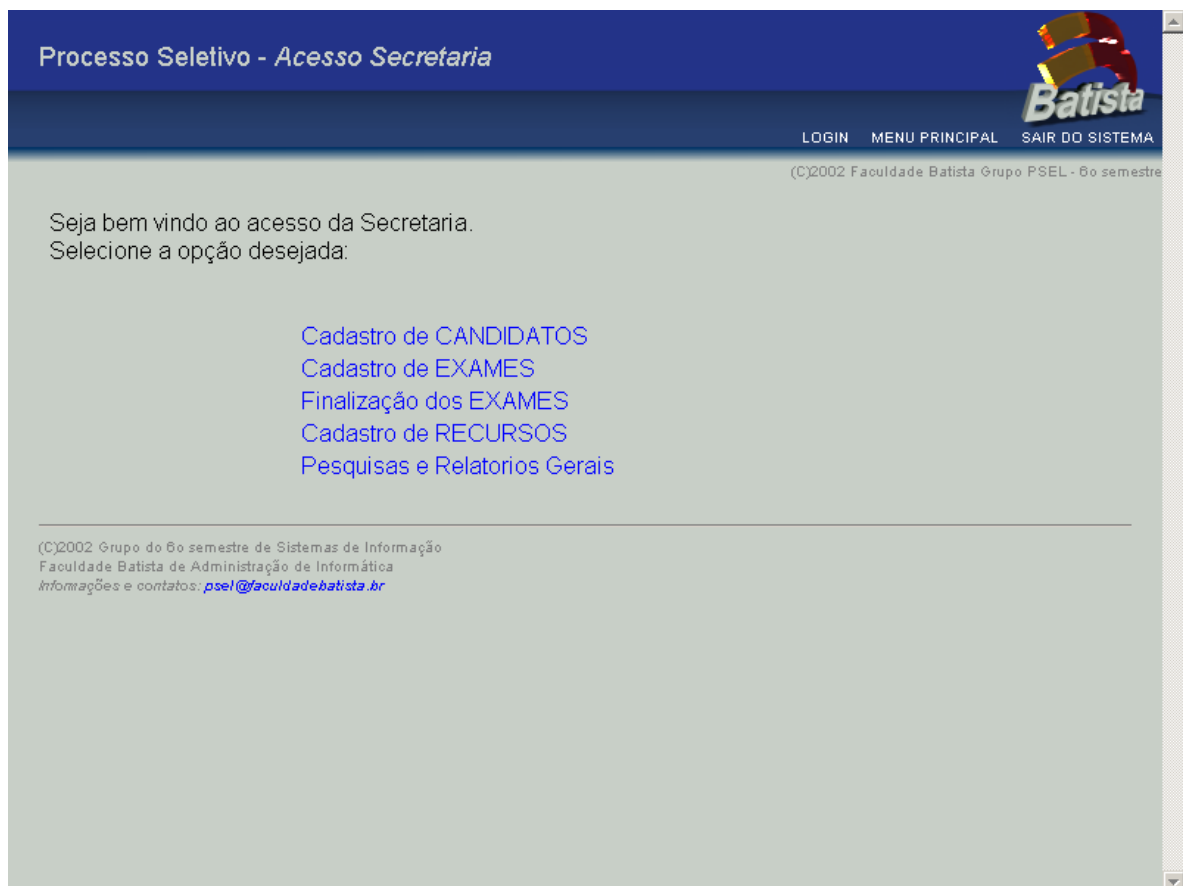 Processo Seletivo - Acesso Secretaria
Batista
LOGIN MENU PRINCIPAL SAIR DO SISTEMA
(C)2002 Faculdade Batista Grupo PSEL - 6o semestre
Seja bem vindo ao acesso da Secretaria.
Selecione a opção desejada:
Cadastro de CANDIDATOS
Cadastro de EXAMES
Finalização dos EXAMES
Cadastro de RECURSOS
Pesquisas e Relatorios Gerais
(C)2002 Grupo do 6o semestre de Sistemas de Informação
Faculdade Batista de Administração de Informática
Informações e contatos: psel@faculdadebatista.br